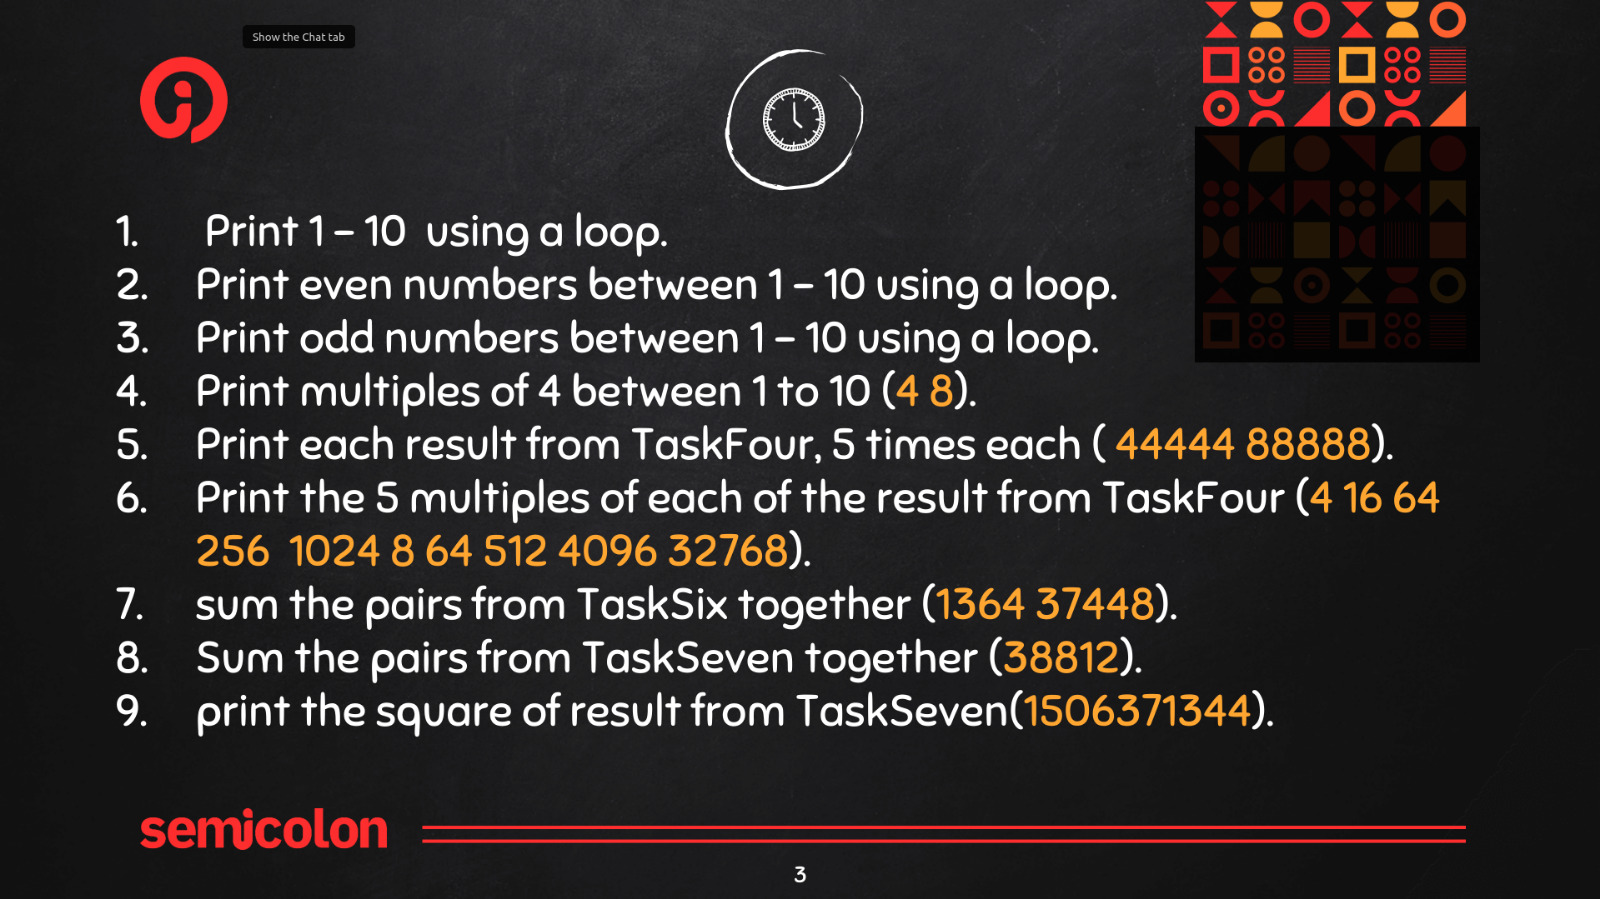 Show the Chat tab
1. Print 1 – 10 using a loop.
2. Print even numbers between 1 – 10 using a loop.
3. Print odd numbers between 1 – 10 using a loop.
4. Print multiples of 4 between 1 to 10 (4 8).
5. Print each result from TaskFour, 5 times each ( 44444 88888).
6. Print the 5 multiples of each of the result from TaskFour (4 16 64
256 1024 8 64 512 4096 32768).
7. sum the pairs from TaskSix together (1364 37448).
8. Sum the pairs from TaskSeven together (38812).
9. print the square of result from TaskSeven(1506371344).
semicolon
3